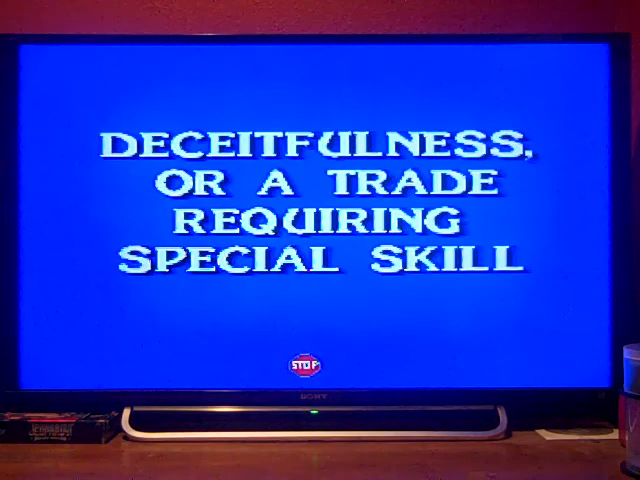 DECEITFULNESS,
OR A TRADE
REQUIRING
SPECIAL SKILL
STOP
SONY